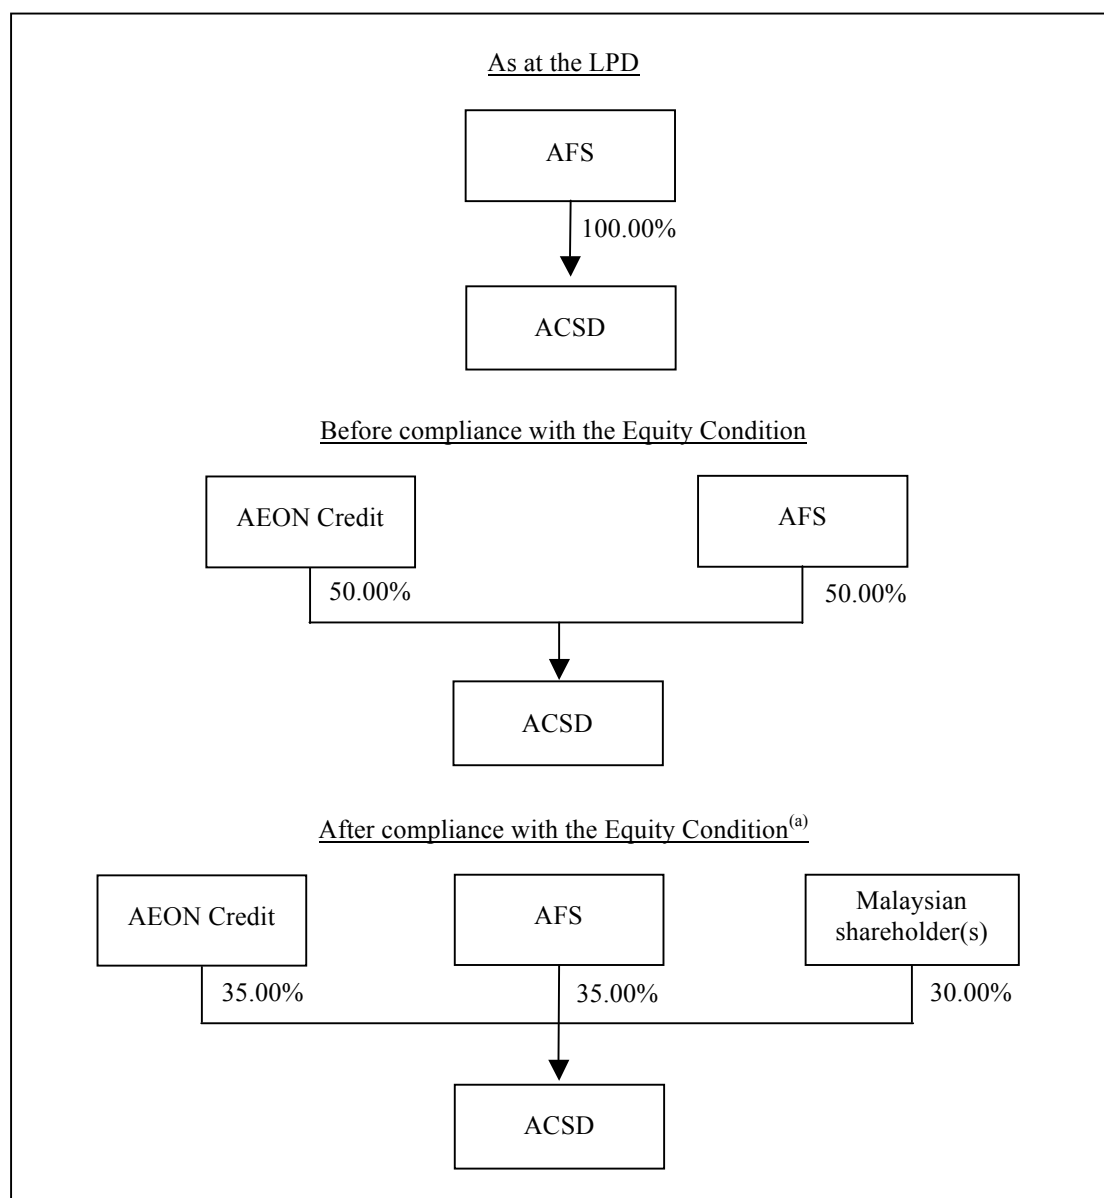 As at the LPD
AFS
100.00%
ACSD
Before compliance with the Equity Condition
AEON Credit
AFS
50.00%
50.00%
ACSD
After compliance with the Equity Condition(a)
AEON Credit
AFS
Malaysian
shareholder(s)
35.00%
35.00%
30.00%
ACSD